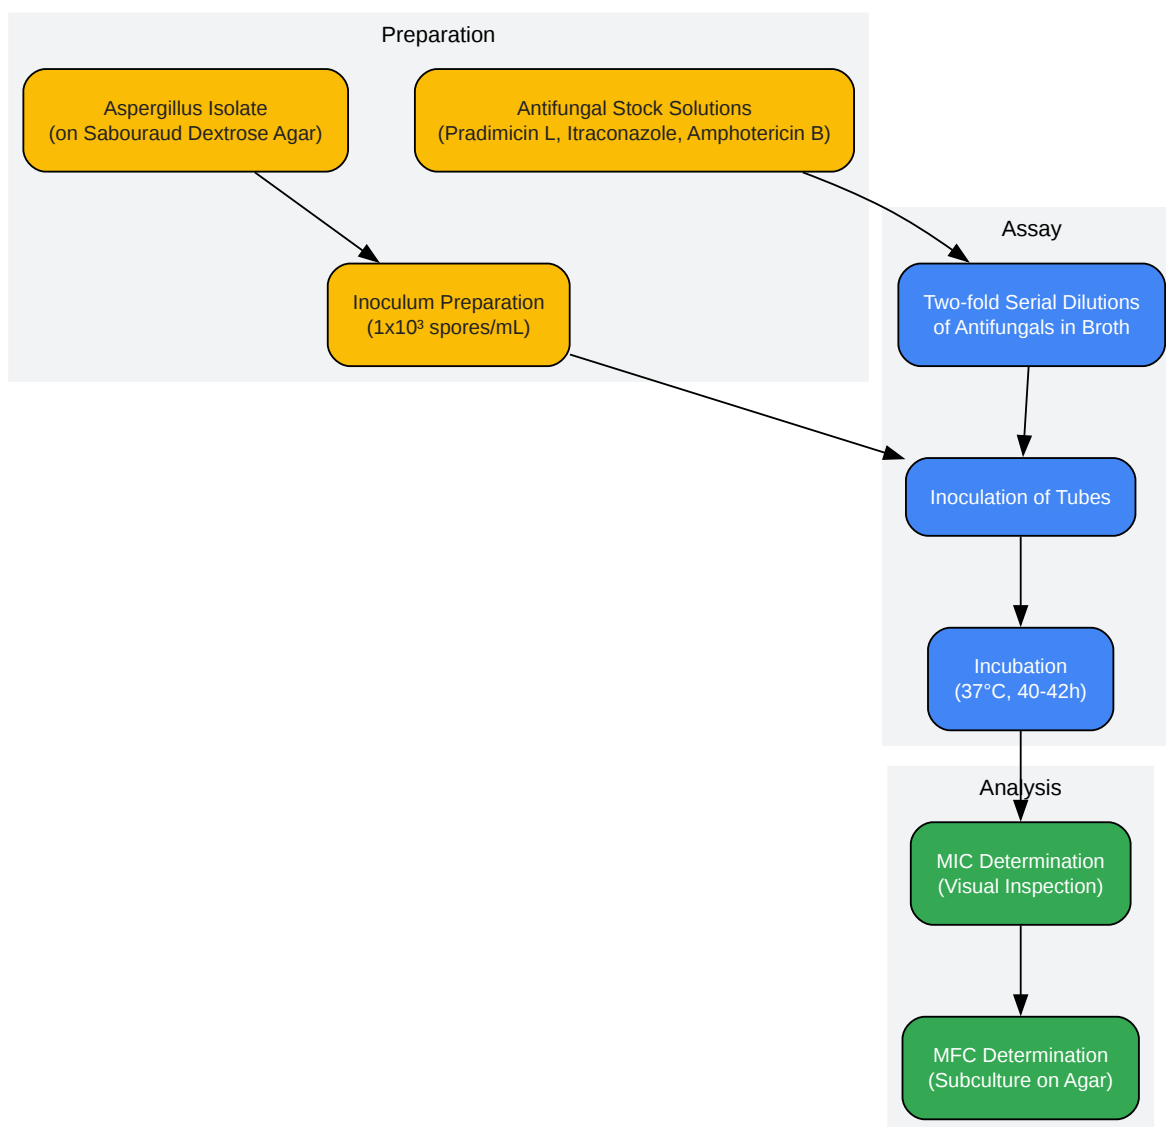 Preparation
Aspergillus Isolate
(on Sabouraud Dextrose Agar)
Antifungal Stock Solutions
(Pradimicin L, Itraconazole, Amphotericin B)
Inoculum Preparation
(1x10³ spores/mL)
Assay
Two-fold Serial Dilutions
of Antifungals in Broth
Inoculation of Tubes
Incubation
(37°C, 40-42h)
Analysis
MIC Determination
(Visual Inspection)
MFC Determination
(Subculture on Agar)